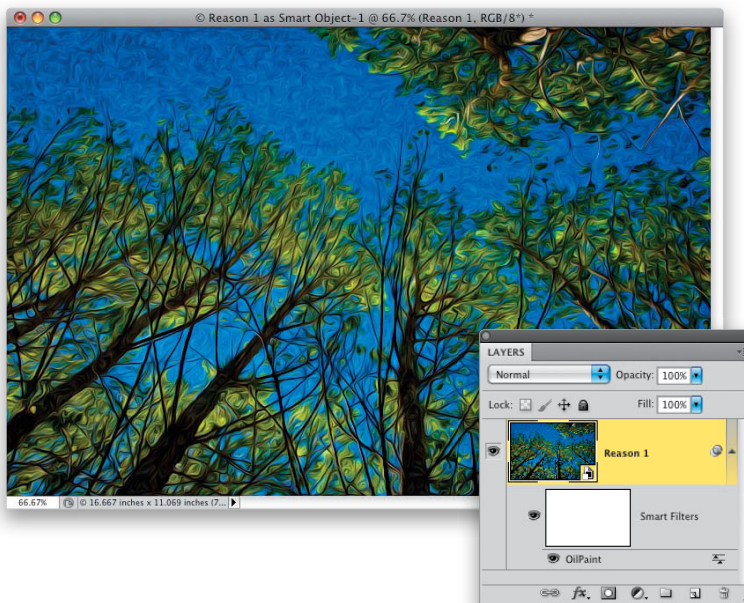 © Reason 1 as Smart Object-1 @ 66.7% (Reason 1, RGB/8*) *
66.67% © 16.667 inches x 11.069 inches (7...
LAYERS
Normal Opacity: 100%
Lock: Fill: 100%
Reason 1
Smart Filters
OilPaint
fx.